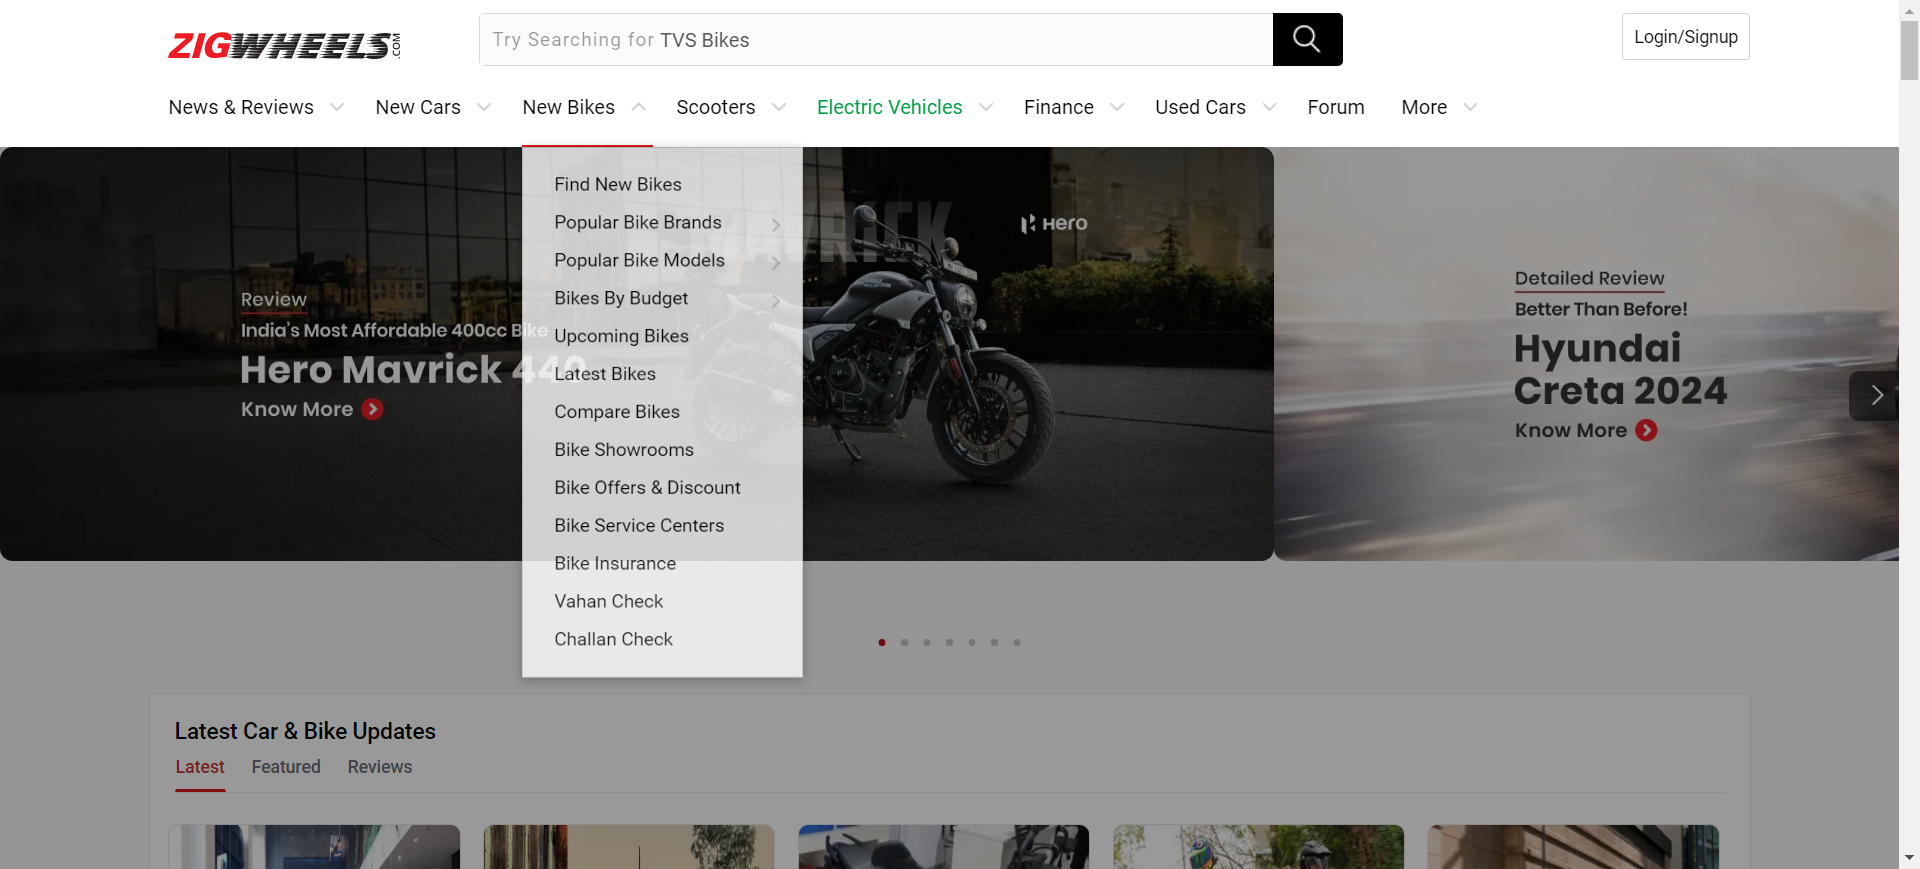 ZIGWHEELS.COM
Try Searching for TVS Bikes
Login/Signup
News & Reviews
New Cars
New Bikes
Scooters
Electric Vehicles
Finance
Used Cars
Forum
More
Find New Bikes
Popular Bike Brands
Popular Bike Models
Bikes By Budget
Upcoming Bikes
Latest Bikes
Compare Bikes
Bike Showrooms
Bike Offers & Discount
Bike Service Centers
Bike Insurance
Vahan Check
Challan Check
MAVRICK
Hero
Review
India's Most Affordable 400cc Bike
Hero Mavrick 440
Know More
Detailed Review
Better Than Before!
Hyundai
Creta 2024
Know More
Latest Car & Bike Updates
Latest
Featured
Reviews